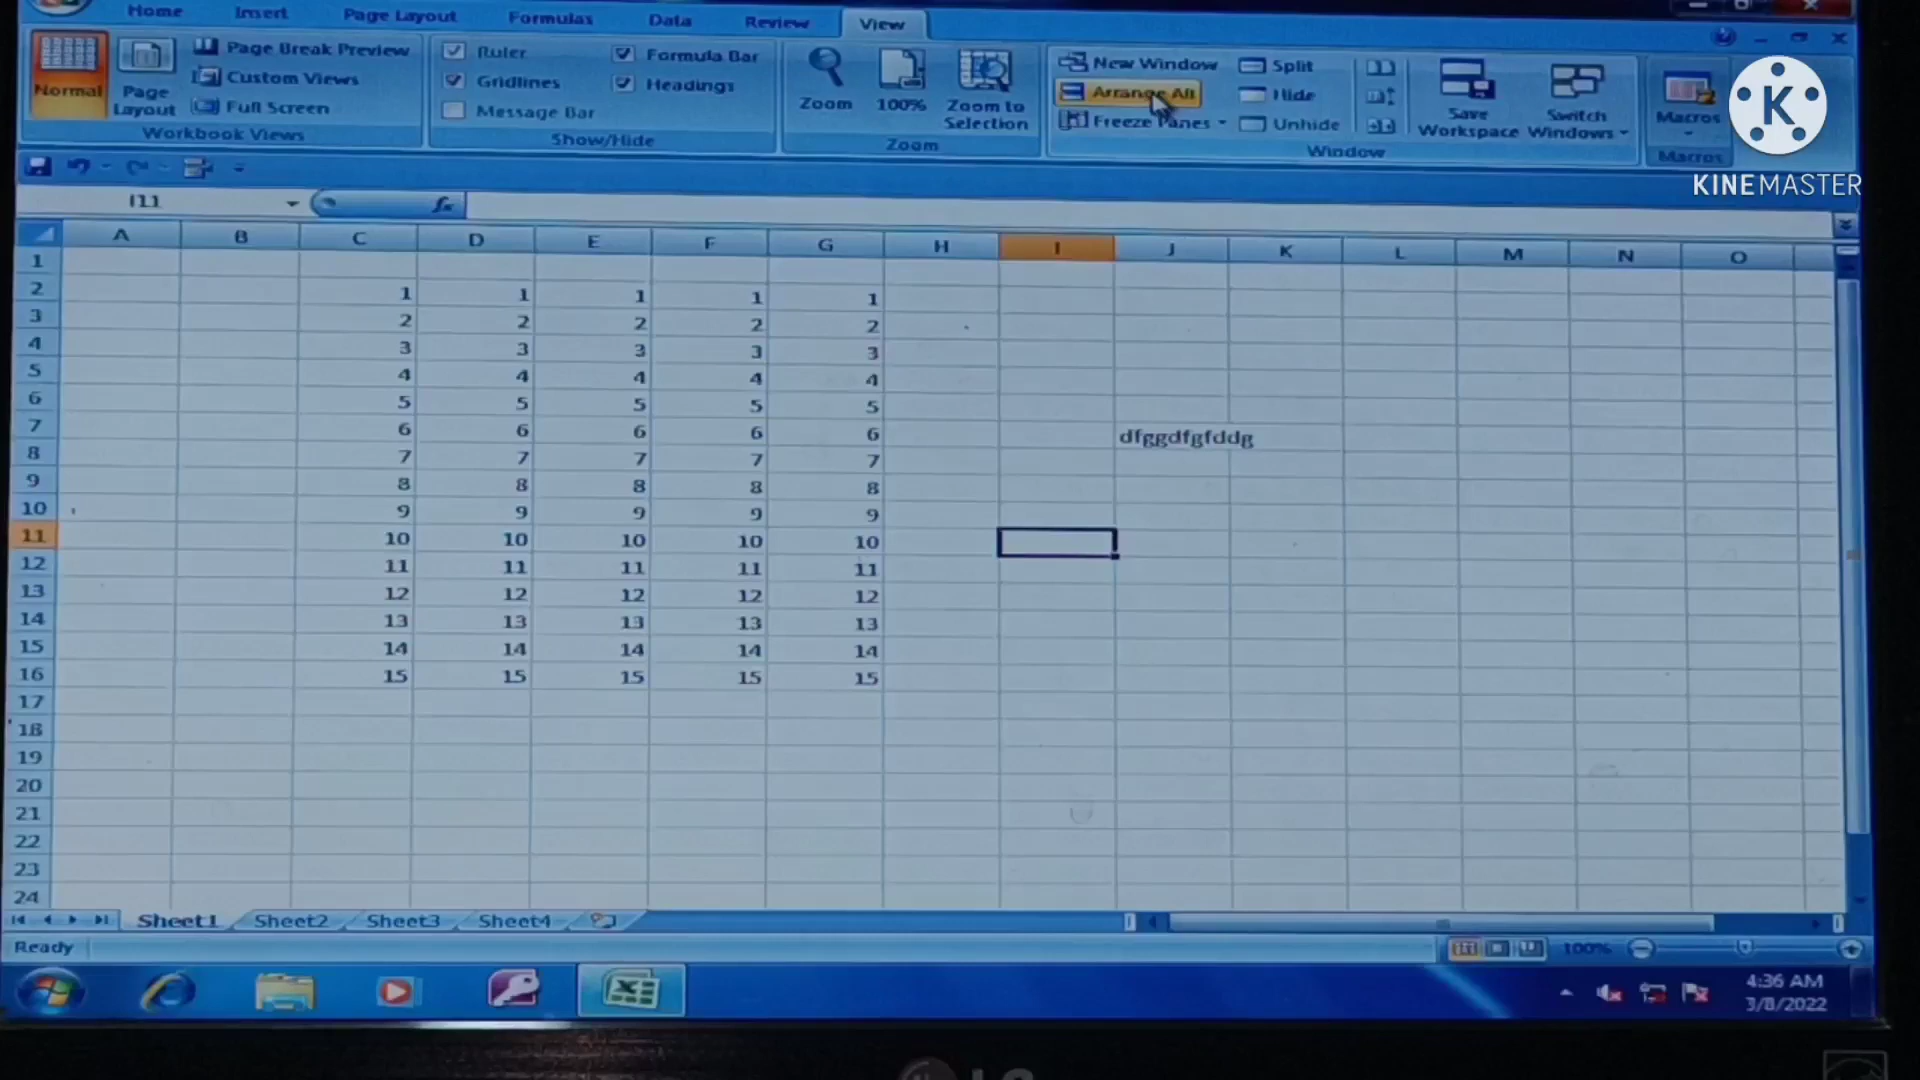 Home Insert Page Layout Formulas Data Review View
Normal
Page Layout
Page Break Preview
Custom Views
Full Screen
Workbook Views
Ruler
Gridlines
Message Bar
Formula Bar
Headings
Show/Hide
Zoom
100%
Zoom to Selection
Zoom
New Window
Arrange All
Freeze Panes
Split
Hide
Unhide
Save Workspace
Switch Windows
Window
Macros
Macros
K
KINEMASTER
I11
fx
A B C D E F G H I J K L M N O
1
2 1 1 1 1 1
3 2 2 2 2 2
4 3 3 3 3 3
5 4 4 4 4 4
6 5 5 5 5 5
7 6 6 6 6 6 dfggdfgfddg
8 7 7 7 7 7
9 8 8 8 8 8
10 9 9 9 9 9
11 10 10 10 10 10
12 11 11 11 11 11
13 12 12 12 12 12
14 13 13 13 13 13
15 14 14 14 14 14
16 15 15 15 15 15
17
18
19
20
21
22
23
24
Sheet1 Sheet2 Sheet3 Sheet4
Ready
100%
4:36 AM
3/8/2022